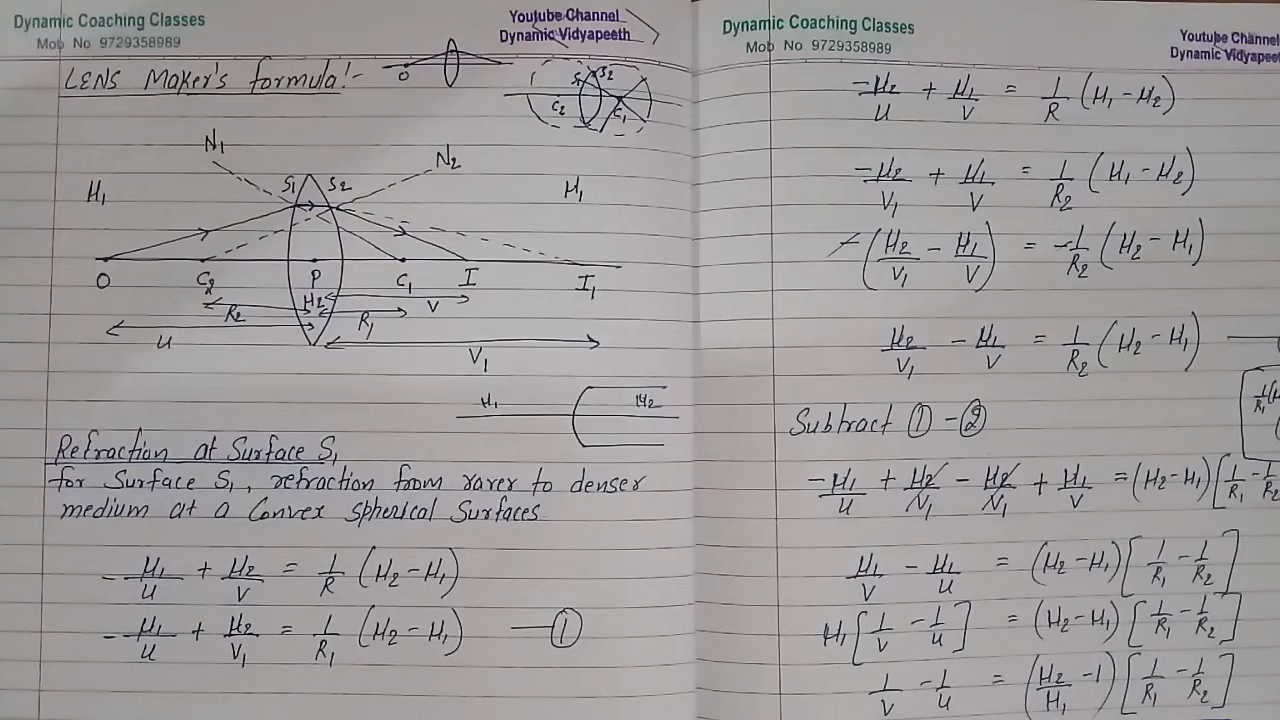 Dynamic Coaching Classes
Mob No 9729358989
Youtube Channel
Dynamic Vidyapeeth
LENS Maker's formula!-
O
S1 S2
C2 C1
N1 N2
μ1 S1 S2 μ1
O C2 P C1 I I1
μ2
R2 R1 V
u V1
μ1 μ2
Refraction at Surface S1
for Surface S1, refraction from rarer to denser
medium at a Convex spherical Surfaces
-μ1/u + μ2/V = 1/R (μ2-μ1)
-μ1/u + μ2/V1 = 1/R1 (μ2-μ1) —①
Dynamic Coaching Classes
Mob No 9729358989
Youtube Channel
Dynamic Vidyapee
-μ2/u + μ1/V = 1/R (μ1-μ2)
-μ2/V1 + μ1/V = 1/R2 (μ1-μ2)
-(μ2/V1 - μ1/V) = -1/R2 (μ2-μ1)
μ2/V1 - μ1/V = 1/R2 (μ2-μ1) —
Subtract ①-②
-μ1/u + μ2/V1 - μ2/V1 + μ1/V = (μ2-μ1)[1/R1 - 1/R2
μ1/V - μ1/u = (μ2-μ1)[1/R1 - 1/R2]
μ1[1/V - 1/u] = (μ2-μ1)[1/R1 - 1/R2]
1/V - 1/u = (μ2/μ1 - 1)[1/R1 - 1/R2]